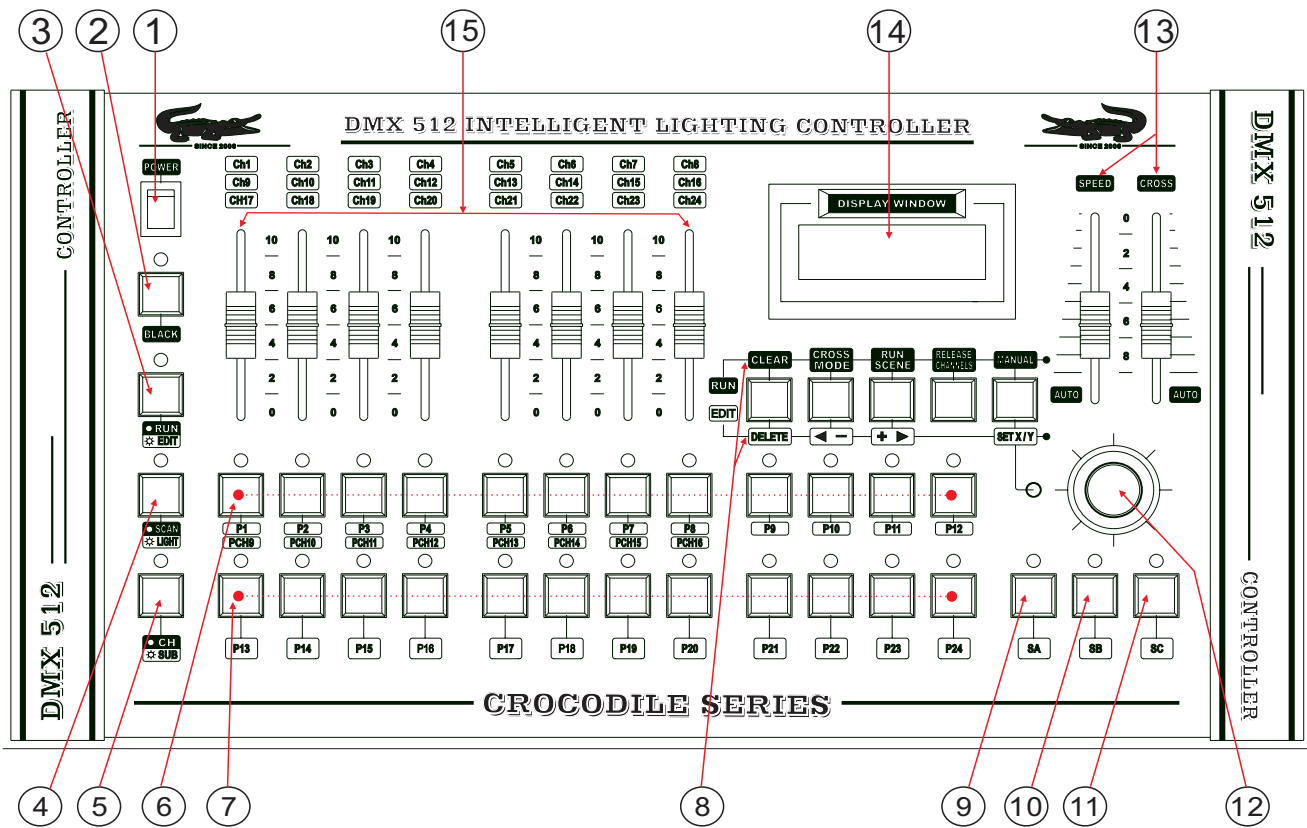 3 2 1 15 14 13
CONTROLLER
DMX 512
SINCE 2006
DMX 512 INTELLIGENT LIGHTING CONTROLLER
SINCE 2006
DMX 512
CONTROLLER
POWER
Ch1 Ch2 Ch3 Ch4 Ch5 Ch6 Ch7 Ch8
Ch9 Ch10 Ch11 Ch12 Ch13 Ch14 Ch15 Ch16
CH17 Ch18 Ch19 Ch20 Ch21 Ch22 Ch23 Ch24
SPEED CROSS
DISPLAY WINDOW
10 10 10 10 10 10
8 8 8 8 8 8
6 6 6 6 6 6
4 4 4 4 4 4
2 2 2 2 2 2
0 0 0 0 0 0
0
2
4
6
8
AUTO AUTO
BLACK
RUN
EDIT
CLEAR CROSS MODE RUN SCENE RELEASE CHANNELS MANUAL
RUN
EDIT
DELETE ◀ − + ▶ SET X / Y
SCAN
LIGHT
P1 P2 P3 P4 P5 P6 P7 P8 P9 P10 P11 P12
PCH9 PCH10 PCH11 PCH12 PCH13 PCH14 PCH15 PCH16
CH
SUB
P13 P14 P15 P16 P17 P18 P19 P20 P21 P22 P23 P24 SA SB SC
CROCODILE SERIES
4 5 6 7 8 9 10 11 12